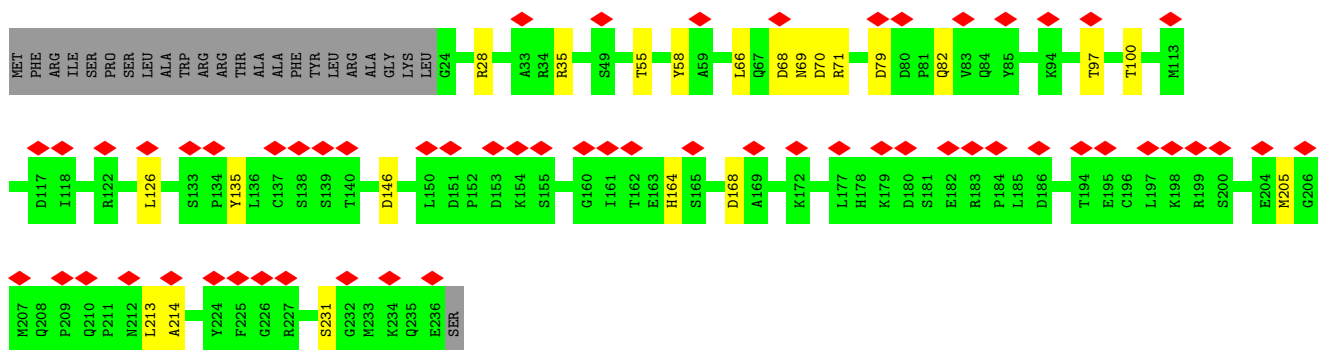 MET PHE ARG ILE SER PRO SER LEU ALA TRP ARG ARG THR ALA ALA PHE TYR LEU ARG ALA GLY LYS LEU G24 R28 A33 R34 R35 S49 T55 Y58 A59 L66 Q67 D68 N69 D70 R71 D79 D80 P81 Q82 V83 Q84 Y85 K94 T97 T100 M113
D117 I118 R122 L126 S133 P134 Y135 L136 C137 S138 S139 T140 D146 L150 D151 P152 D153 K154 S155 G160 I161 T162 E163 H164 S165 D168 A169 K172 L177 H178 K179 D180 S181 E182 R183 P184 L185 D186 T194 E195 C196 L197 K198 R199 S200 E204 M205 G206
M207 Q208 P209 Q210 P211 N212 L213 A214 Y224 F225 G226 R227 S231 G232 M233 K234 Q235 E236 SER